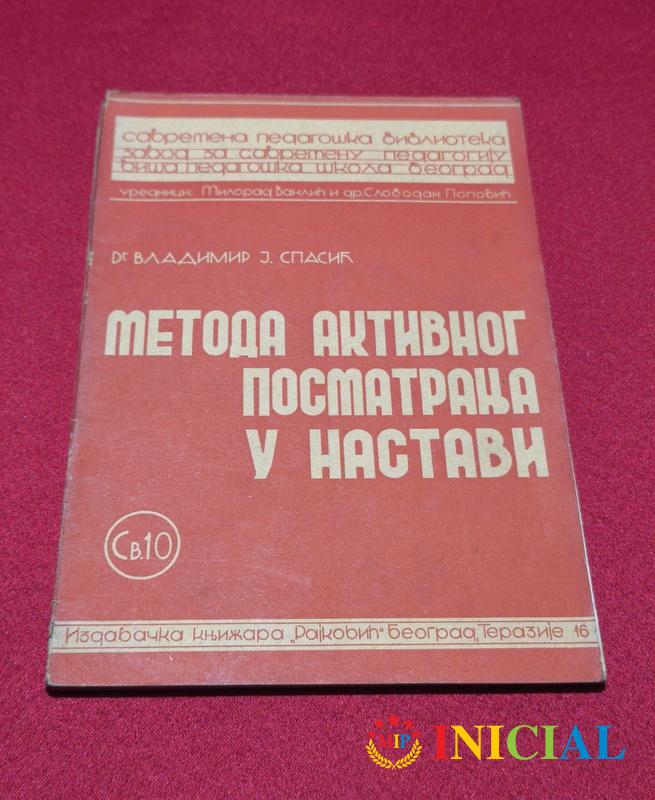 савремена педагошка библиотека
завод за савремену педагогију
виша педагошка школа београд
уредници: Милорад Ванлић и др. Слободан Поповић
Dr ВЛАДИМИР Ј. СПАСИЋ
МЕТОДА АКТИВНОГ
ПОСМАТРАЊА
У НАСТАВИ
Св. 10
Издавачка књижара „Рајковић“ Београд, Теразије 16
MIP INICIAL